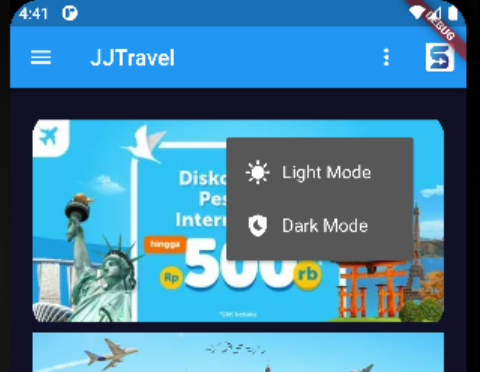 4:41
DEBUG
JJTravel
Light Mode
Dark Mode
Disko
Pes
Intern
hingga
Rp 500 rb